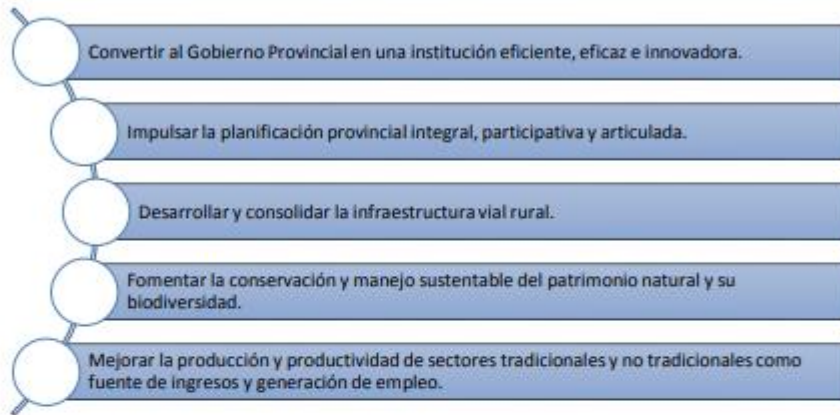 Convertir al Gobierno Provincial en una institución eficiente, eficaz e innovadora.
Impulsar la planificación provincial integral, participativa y articulada.
Desarrollar y consolidar la infraestructura vial rural.
Fomentar la conservación y manejo sustentable del patrimonio natural y su
biodiversidad.
Mejorar la producción y productividad de sectores tradicionales y no tradicionales como
fuente de ingresos y generación de empleo.